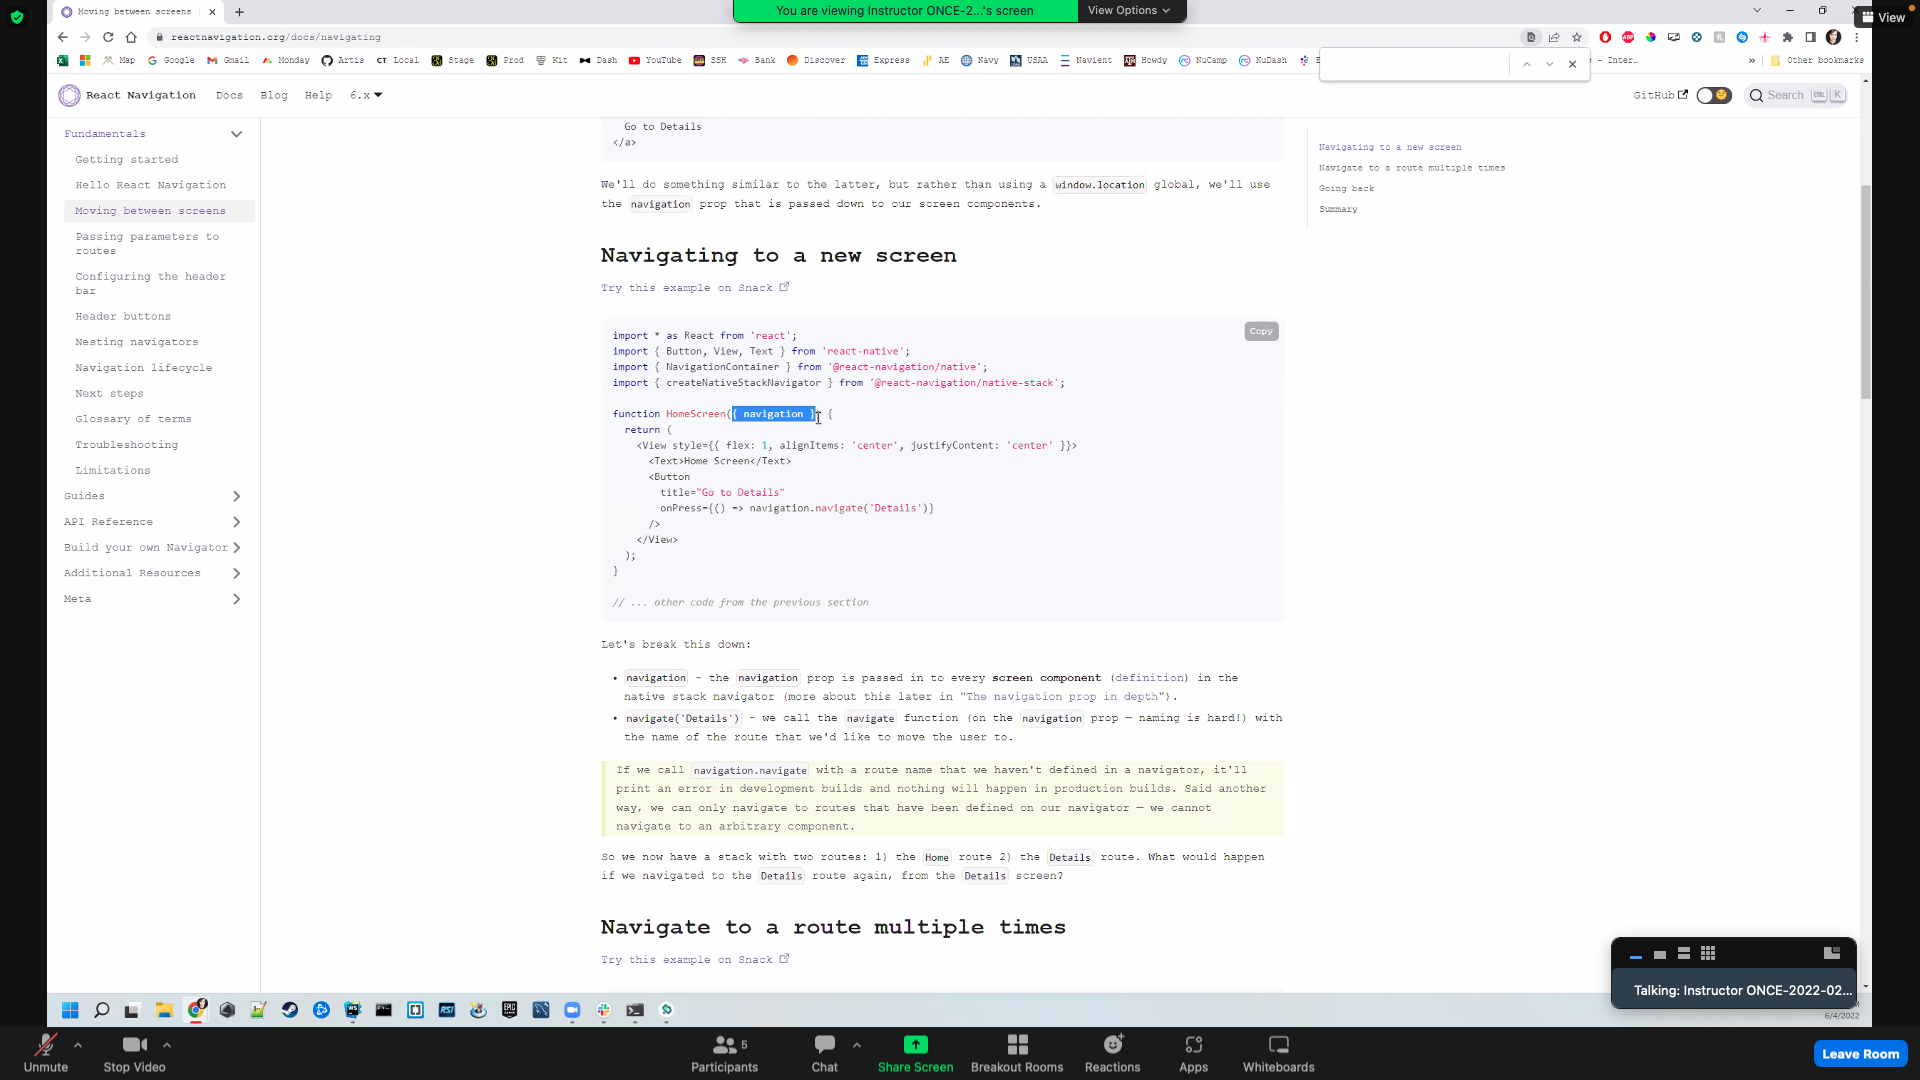 Moving between screens
You are viewing Instructor ONCE-2...'s screen
View Options
View
reactnavigation.org/docs/navigating
Map
Google
Gmail
Monday
Artis
CT Local
Stage
Prod
Kit
Dash
YouTube
SSH
Bank
Discover
Express
AE
Navy
USAA
Navient
Howdy
NuCamp
NuDash
- Inter...
»
Other bookmarks
React Navigation
Docs
Blog
Help
6.x
GitHub
Search
CTRL
K
Fundamentals
Getting started
Hello React Navigation
Moving between screens
Passing parameters to
routes
Configuring the header
bar
Header buttons
Nesting navigators
Navigation lifecycle
Next steps
Glossary of terms
Troubleshooting
Limitations
Guides
API Reference
Build your own Navigator
Additional Resources
Meta
Go to Details
</a>
We'll do something similar to the latter, but rather than using a window.location global, we'll use
the navigation prop that is passed down to our screen components.
Navigating to a new screen
Try this example on Snack
Copy
import * as React from 'react';
import { Button, View, Text } from 'react-native';
import { NavigationContainer } from '@react-navigation/native';
import { createNativeStackNavigator } from '@react-navigation/native-stack';
function HomeScreen({ navigation }) {
return (
<View style={{ flex: 1, alignItems: 'center', justifyContent: 'center' }}>
<Text>Home Screen</Text>
<Button
title="Go to Details"
onPress={() => navigation.navigate('Details')}
/>
</View>
);
}
// ... other code from the previous section
Let's break this down:
• navigation - the navigation prop is passed in to every screen component (definition) in the
native stack navigator (more about this later in "The navigation prop in depth").
• navigate('Details') - we call the navigate function (on the navigation prop — naming is hard!) with
the name of the route that we'd like to move the user to.
If we call navigation.navigate with a route name that we haven't defined in a navigator, it'll
print an error in development builds and nothing will happen in production builds. Said another
way, we can only navigate to routes that have been defined on our navigator — we cannot
navigate to an arbitrary component.
So we now have a stack with two routes: 1) the Home route 2) the Details route. What would happen
if we navigated to the Details route again, from the Details screen?
Navigate to a route multiple times
Try this example on Snack
Navigating to a new screen
Navigate to a route multiple times
Going back
Summary
Talking: Instructor ONCE-2022-02...
6/4/2022
Unmute
Stop Video
Participants
5
Chat
Share Screen
Breakout Rooms
Reactions
Apps
Whiteboards
Leave Room